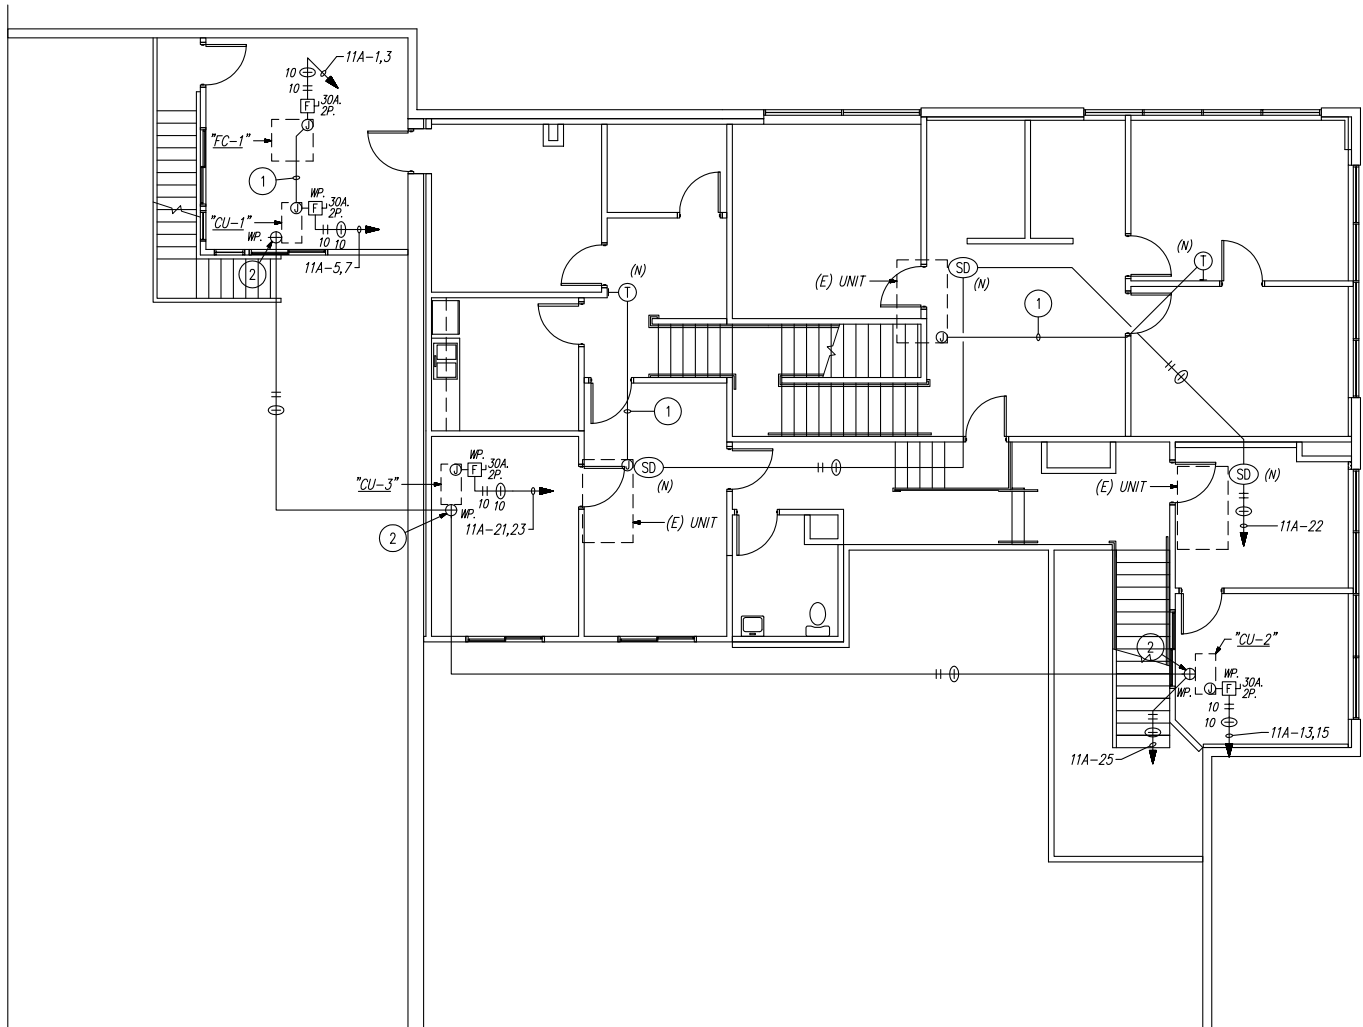 11A-1,3
10
10
F
30A.
2P.
J
"FC-1"
1
WP.
J
F
30A.
2P.
"CU-1"
WP.
10 10
2
11A-5,7
(N)
T
(E) UNIT
SD
(N)
1
J
(N)
T
1
WP.
"CU-3"
J
F
30A.
2P.
10
10
WP.
11A-21,23
2
J
SD
(N)
(E) UNIT
(E) UNIT
SD
(N)
11A-22
2
"CU-2"
WP.
WP.
J
F
30A.
2P.
10
10
11A-13,15
11A-25